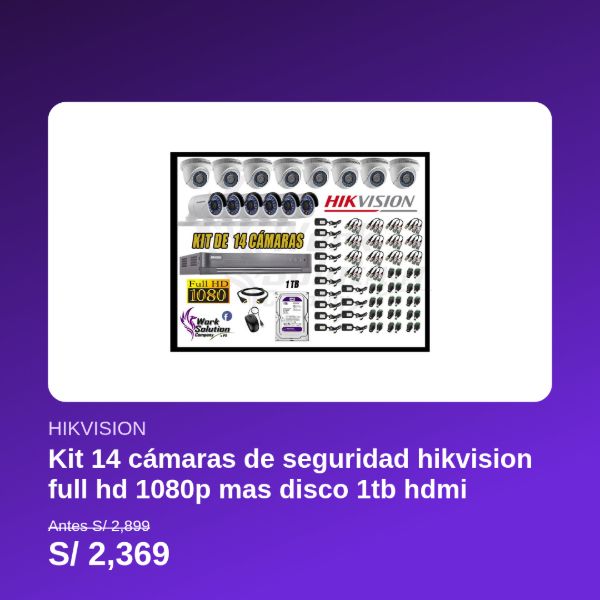 HIKVISION
KIT DE 14 CÁMARAS
Full HD
1080
1 TB
Work
Solution
Company
HIKVISION
Kit 14 cámaras de seguridad hikvision
full hd 1080p mas disco 1tb hdmi
Antes S/ 2,899
S/ 2,369